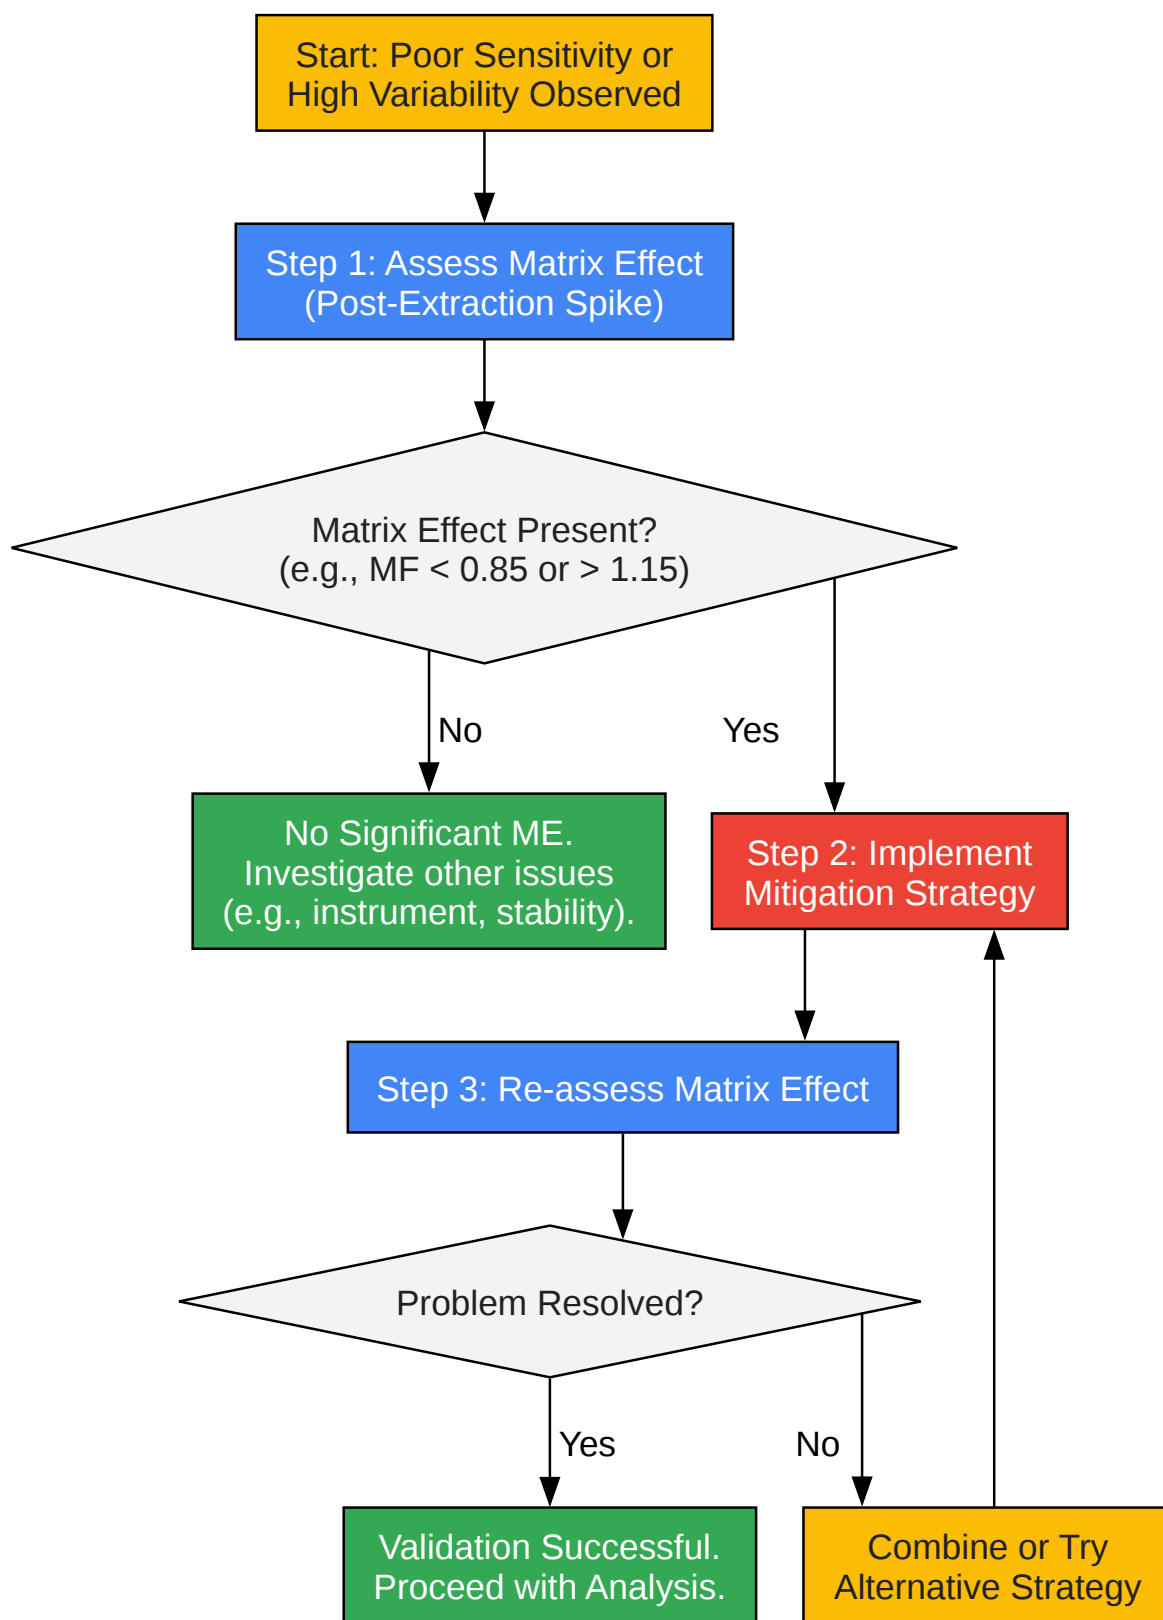 Start: Poor Sensitivity or
High Variability Observed
Step 1: Assess Matrix Effect
(Post-Extraction Spike)
Matrix Effect Present?
(e.g., MF < 0.85 or > 1.15)
No
Yes
No Significant ME.
Investigate other issues
(e.g., instrument, stability).
Step 2: Implement
Mitigation Strategy
Step 3: Re-assess Matrix Effect
Problem Resolved?
Yes
No
Validation Successful.
Proceed with Analysis.
Combine or Try
Alternative Strategy